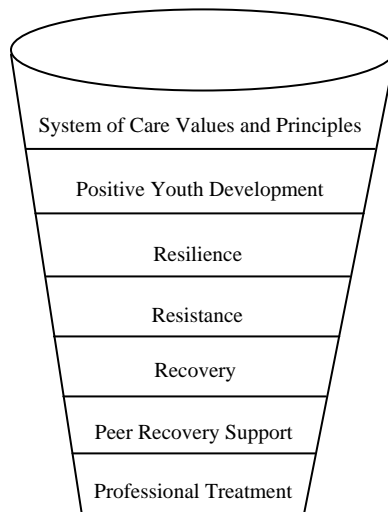 System of Care Values and Principles
Positive Youth Development
Resilience
Resistance
Recovery
Peer Recovery Support
Professional Treatment